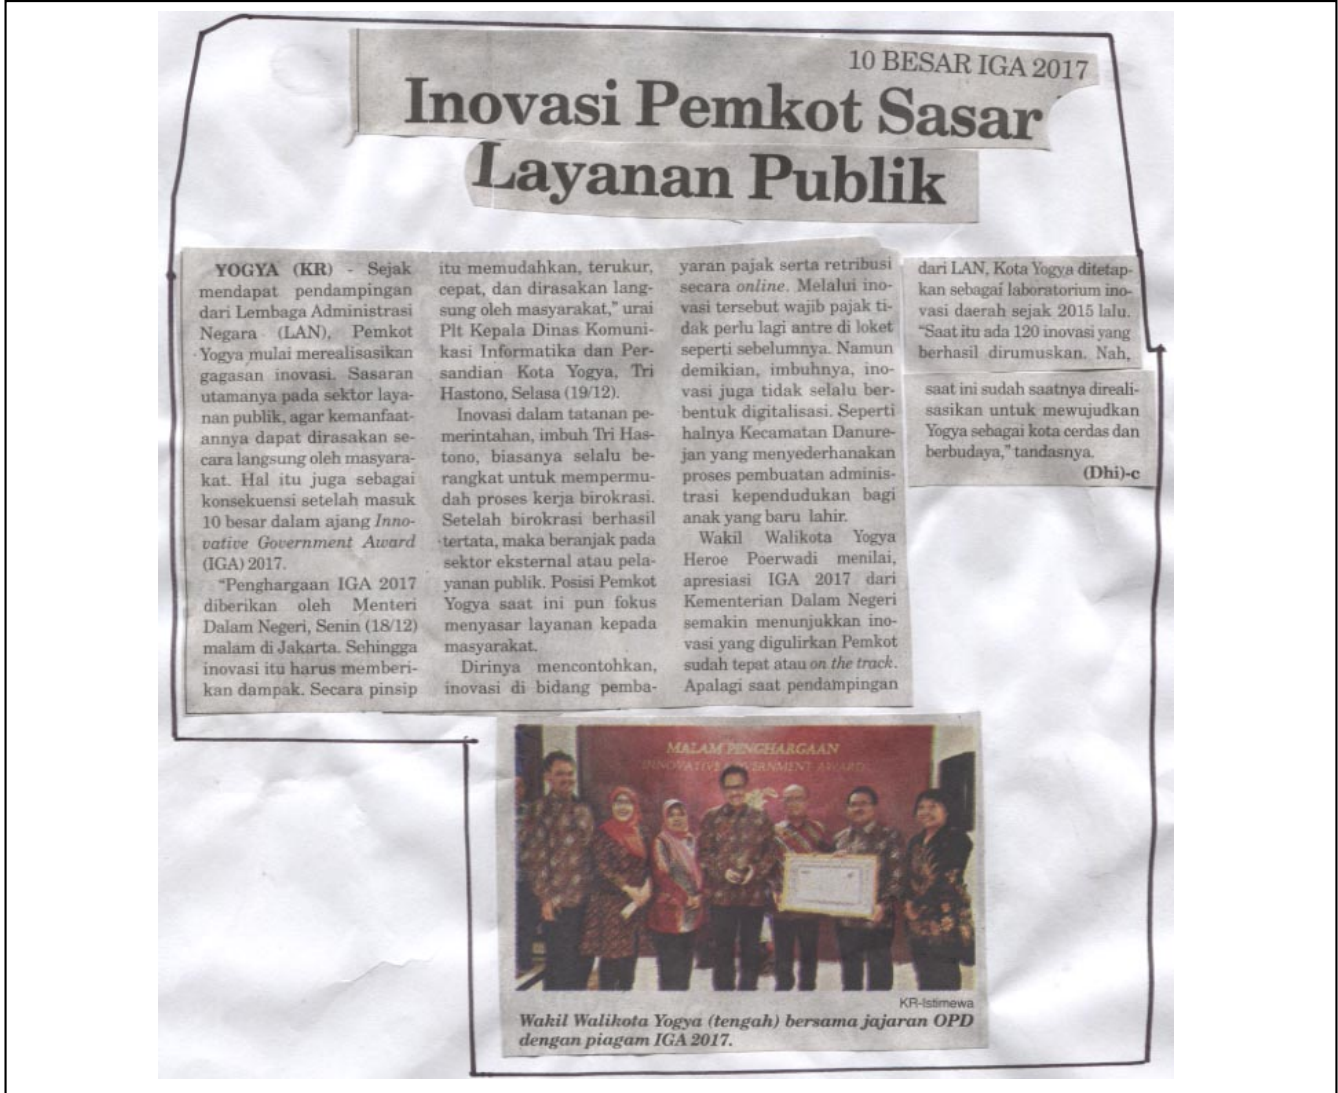 10 BESAR IGA 2017
Inovasi Pemkot Sasar
Layanan Publik
YOGYA (KR) - Sejak
mendapat pendampingan
dari Lembaga Administrasi
Negara (LAN), Pemkot
Yogya mulai merealisasikan
gagasan inovasi. Sasaran
utamanya pada sektor laya-
nan publik, agar kemanfaat-
annya dapat dirasakan se-
cara langsung oleh masyara-
kat. Hal itu juga sebagai
konsekuensi setelah masuk
10 besar dalam ajang Inno-
vative Government Award
(IGA) 2017.
"Penghargaan IGA 2017
diberikan oleh Menteri
Dalam Negeri, Senin (18/12)
malam di Jakarta. Sehingga
inovasi itu harus memberi-
kan dampak. Secara pinsip
itu memudahkan, terukur,
cepat, dan dirasakan lang-
sung oleh masyarakat," urai
Plt Kepala Dinas Komuni-
kasi Informatika dan Per-
sandian Kota Yogya, Tri
Hastono, Selasa (19/12).
Inovasi dalam tatanan pe-
merintahan, imbuh Tri Has-
tono, biasanya selalu be-
rangkat untuk mempermu-
dah proses kerja birokrasi.
Setelah birokrasi berhasil
tertata, maka beranjak pada
sektor eksternal atau pela-
yanan publik. Posisi Pemkot
Yogya saat ini pun fokus
menyasar layanan kepada
masyarakat.
Dirinya mencontohkan,
inovasi di bidang pemba-
yaran pajak serta retribusi
secara online. Melalui ino-
vasi tersebut wajib pajak ti-
dak perlu lagi antre di loket
seperti sebelumnya. Namun
demikian, imbuhnya, ino-
vasi juga tidak selalu ber-
bentuk digitalisasi. Seperti
halnya Kecamatan Danure-
jan yang menyederhanakan
proses pembuatan adminis-
trasi kependudukan bagi
anak yang baru lahir.
Wakil Walikota Yogya
Heroe Poerwadi menilai,
apresiasi IGA 2017 dari
Kementerian Dalam Negeri
semakin menunjukkan ino-
vasi yang digulirkan Pemkot
sudah tepat atau on the track.
Apalagi saat pendampingan
dari LAN, Kota Yogya ditetap-
kan sebagai laboratorium ino-
vasi daerah sejak 2015 lalu.
"Saat itu ada 120 inovasi yang
berhasil dirumuskan. Nah,
saat ini sudah saatnya direali-
sasikan untuk mewujudkan
Yogya sebagai kota cerdas dan
berbudaya," tandasnya.
(Dhi)-c
MALAM PENGHARGAAN
INNOVATIVE GOVERNMENT AWARD
KR-Istimewa
Wakil Walikota Yogya (tengah) bersama jajaran OPD
dengan piagam IGA 2017.